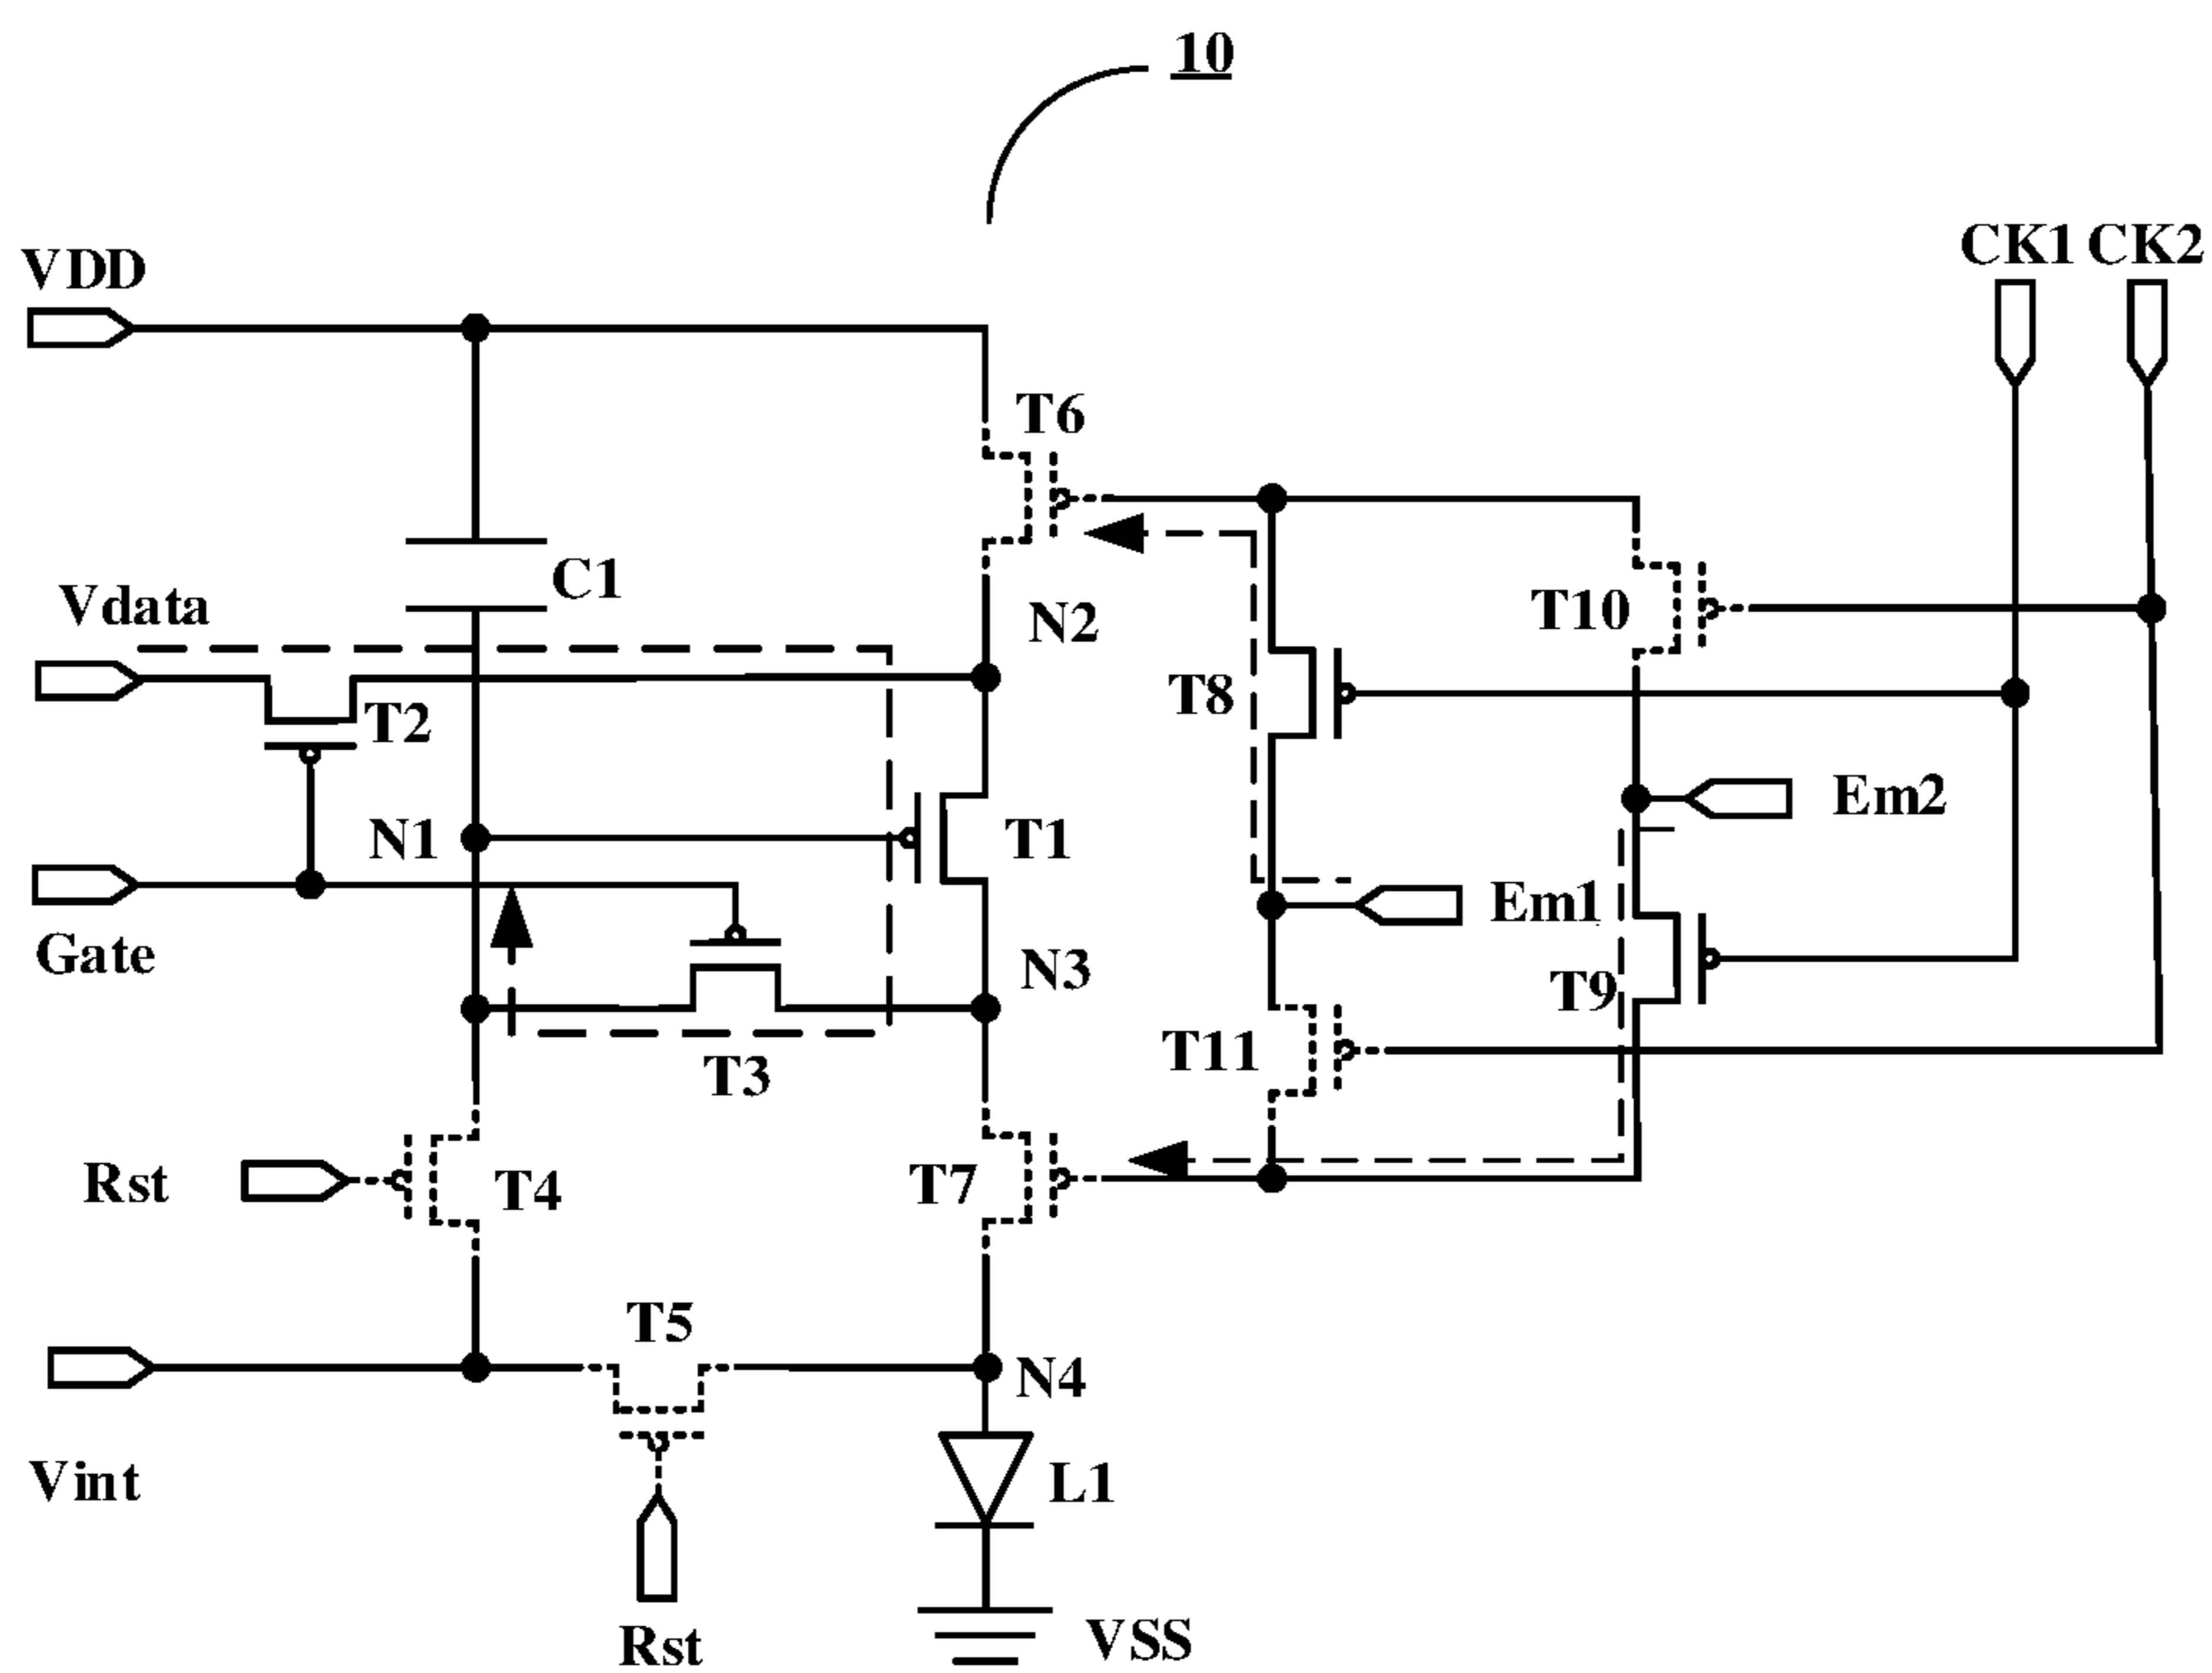 10
CK1 CK2
VDD
T6
C1
Vdata
N2
T10
T8
T2
Em2
N1
T1
Em1
Gate
N3
T9
T11
T3
Rst
T4
T7
T5
N4
Vint
L1
Rst
VSS